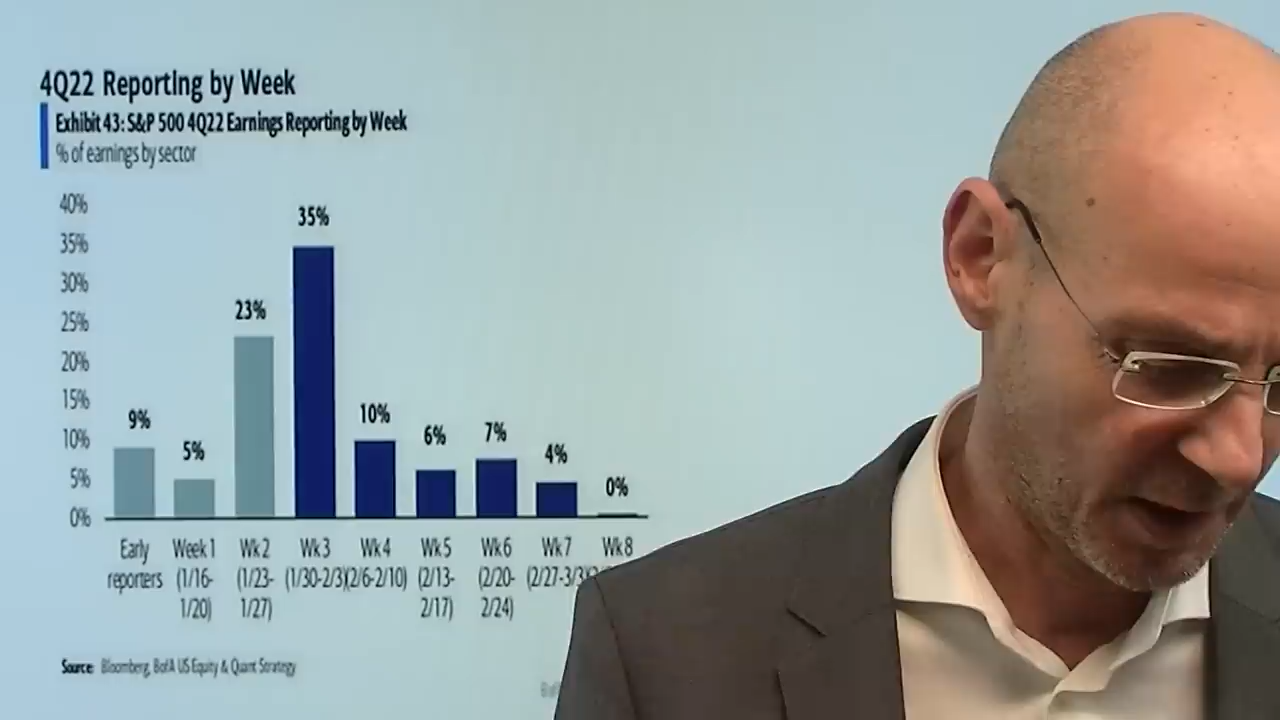 4Q22 Reporting by Week
Exhibit 43: S&P 500 4Q22 Earnings Reporting by Week
% of earnings by sector
40%
35%
30%
25%
20%
15%
10%
5%
0%
9%
5%
23%
35%
10%
6%
7%
4%
0%
Early Week 1 Wk 2 Wk 3 Wk 4 Wk 5 Wk 6 Wk 7 Wk 8
reporters (1/16- (1/23- (1/30-2/3) (2/6-2/10) (2/13- (2/20- (2/27-3/3)
1/20) 1/27) 2/17) 2/24)
Source: Bloomberg, BofA US Equity & Quant Strategy